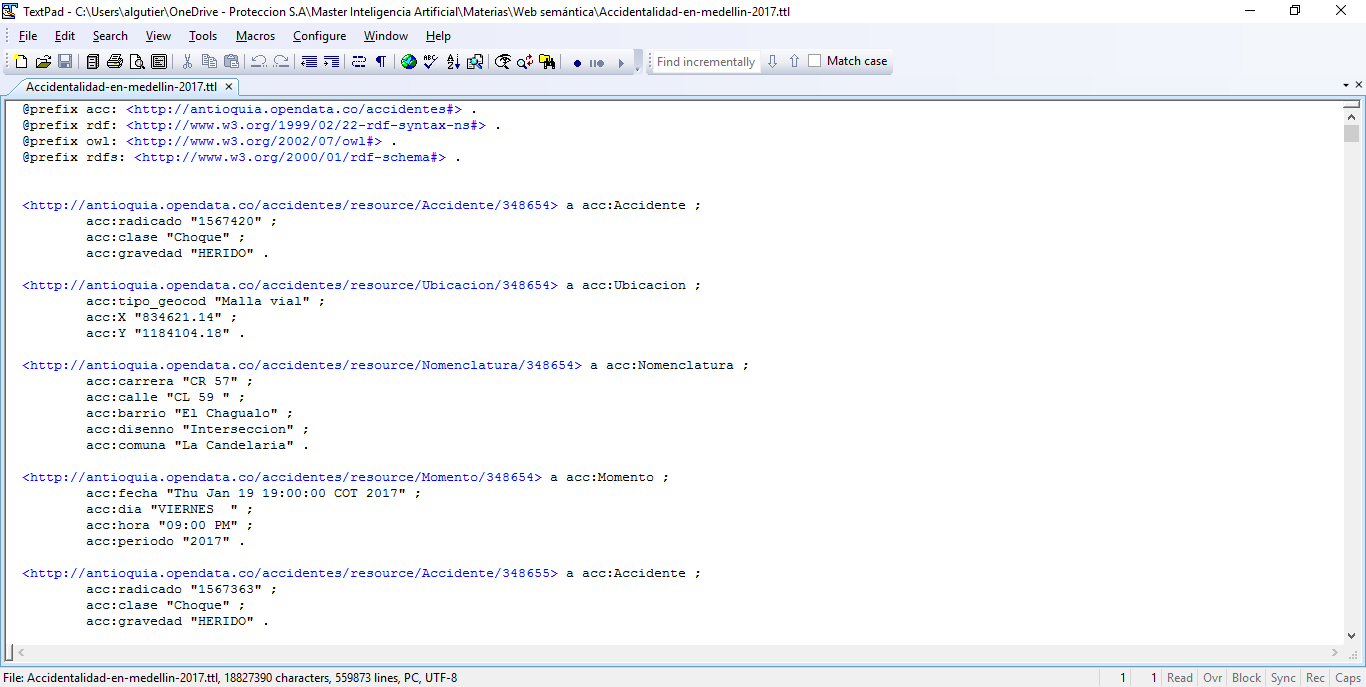 TextPad - C:\Users\algutier\OneDrive - Proteccion S.A\Master Inteligencia Artificial\Materias\Web semántica\Accidentalidad-en-medellin-2017.ttl
File Edit Search View Tools Macros Configure Window Help
Find incrementally Match case
Accidentalidad-en-medellin-2017.ttl
@prefix acc: <http://antioquia.opendata.co/accidentes#> .
@prefix rdf: <http://www.w3.org/1999/02/22-rdf-syntax-ns#> .
@prefix owl: <http://www.w3.org/2002/07/owl#> .
@prefix rdfs: <http://www.w3.org/2000/01/rdf-schema#> .
<http://antioquia.opendata.co/accidentes/resource/Accidente/348654> a acc:Accidente ;
acc:radicado "1567420" ;
acc:clase "Choque" ;
acc:gravedad "HERIDO" .
<http://antioquia.opendata.co/accidentes/resource/Ubicacion/348654> a acc:Ubicacion ;
acc:tipo_geocod "Malla vial" ;
acc:X "834621.14" ;
acc:Y "1184104.18" .
<http://antioquia.opendata.co/accidentes/resource/Nomenclatura/348654> a acc:Nomenclatura ;
acc:carrera "CR 57" ;
acc:calle "CL 59 " ;
acc:barrio "El Chagualo" ;
acc:disenno "Interseccion" ;
acc:comuna "La Candelaria" .
<http://antioquia.opendata.co/accidentes/resource/Momento/348654> a acc:Momento ;
acc:fecha "Thu Jan 19 19:00:00 COT 2017" ;
acc:dia "VIERNES  " ;
acc:hora "09:00 PM" ;
acc:periodo "2017" .
<http://antioquia.opendata.co/accidentes/resource/Accidente/348655> a acc:Accidente ;
acc:radicado "1567363" ;
acc:clase "Choque" ;
acc:gravedad "HERIDO" .
File: Accidentalidad-en-medellin-2017.ttl, 18827390 characters, 559873 lines, PC, UTF-8 1 1 Read Ovr Block Sync Rec Caps